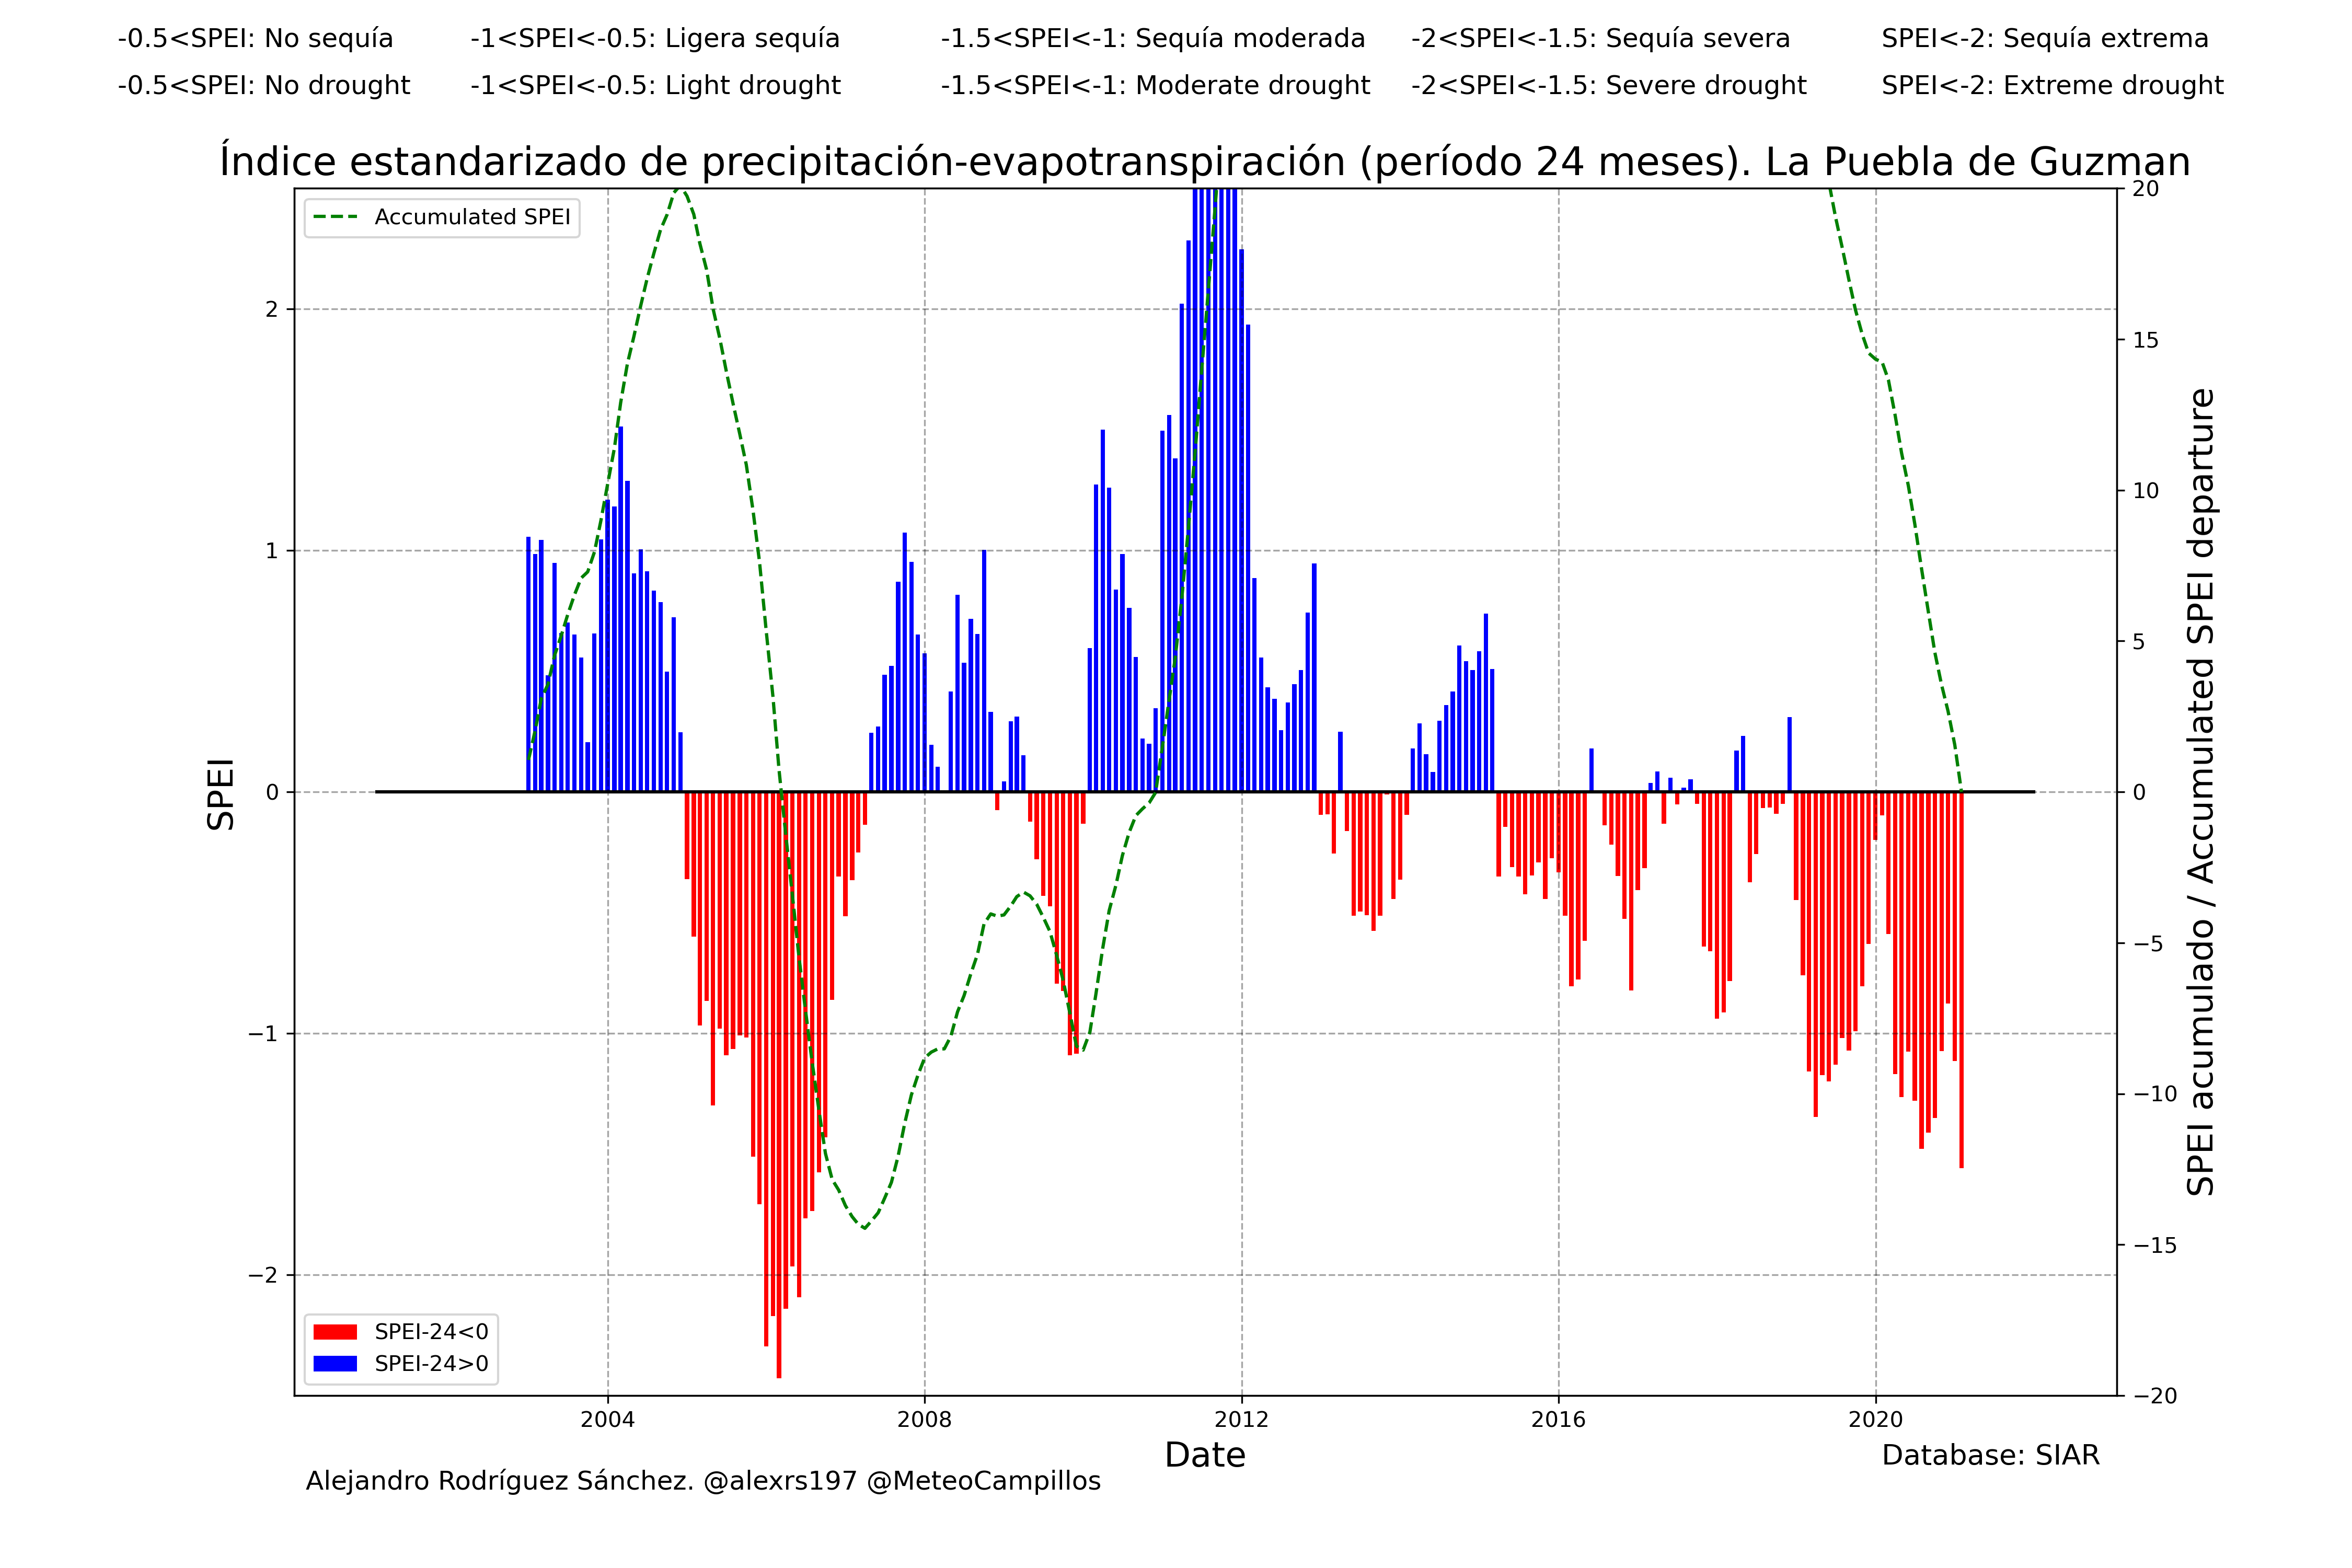 -0.5<SPEI: No sequía -1<SPEI<-0.5: Ligera sequía -1.5<SPEI<-1: Sequía moderada -2<SPEI<-1.5: Sequía severa SPEI<-2: Sequía extrema
-0.5<SPEI: No drought -1<SPEI<-0.5: Light drought -1.5<SPEI<-1: Moderate drought -2<SPEI<-1.5: Severe drought SPEI<-2: Extreme drought
Índice estandarizado de precipitación-evapotranspiración (período 24 meses). La Puebla de Guzman
Accumulated SPEI
SPEI
2
1
0
−1
−2
20
15
10
5
0
−5
−10
−15
−20
SPEI acumulado / Accumulated SPEI departure
SPEI-24<0
SPEI-24>0
2004 2008 2012 2016 2020
Date
Database: SIAR
Alejandro Rodríguez Sánchez. @alexrs197 @MeteoCampillos